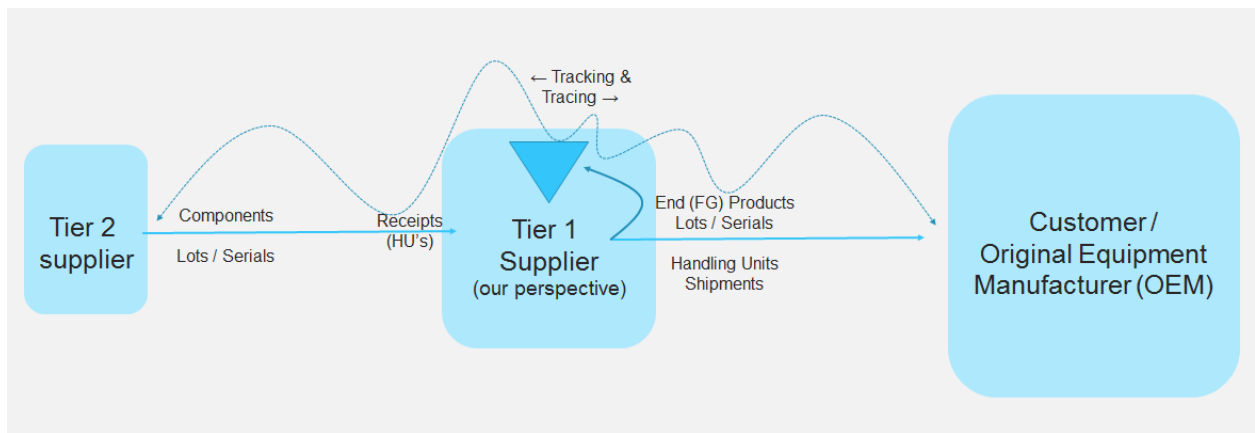 ← Tracking &
Tracing →
Tier 2
supplier
Components
Lots / Serials
Receipts
(HU's)
Tier 1
Supplier
(our perspective)
End (FG) Products
Lots / Serials
Handling Units
Shipments
Customer /
Original Equipment
Manufacturer (OEM)